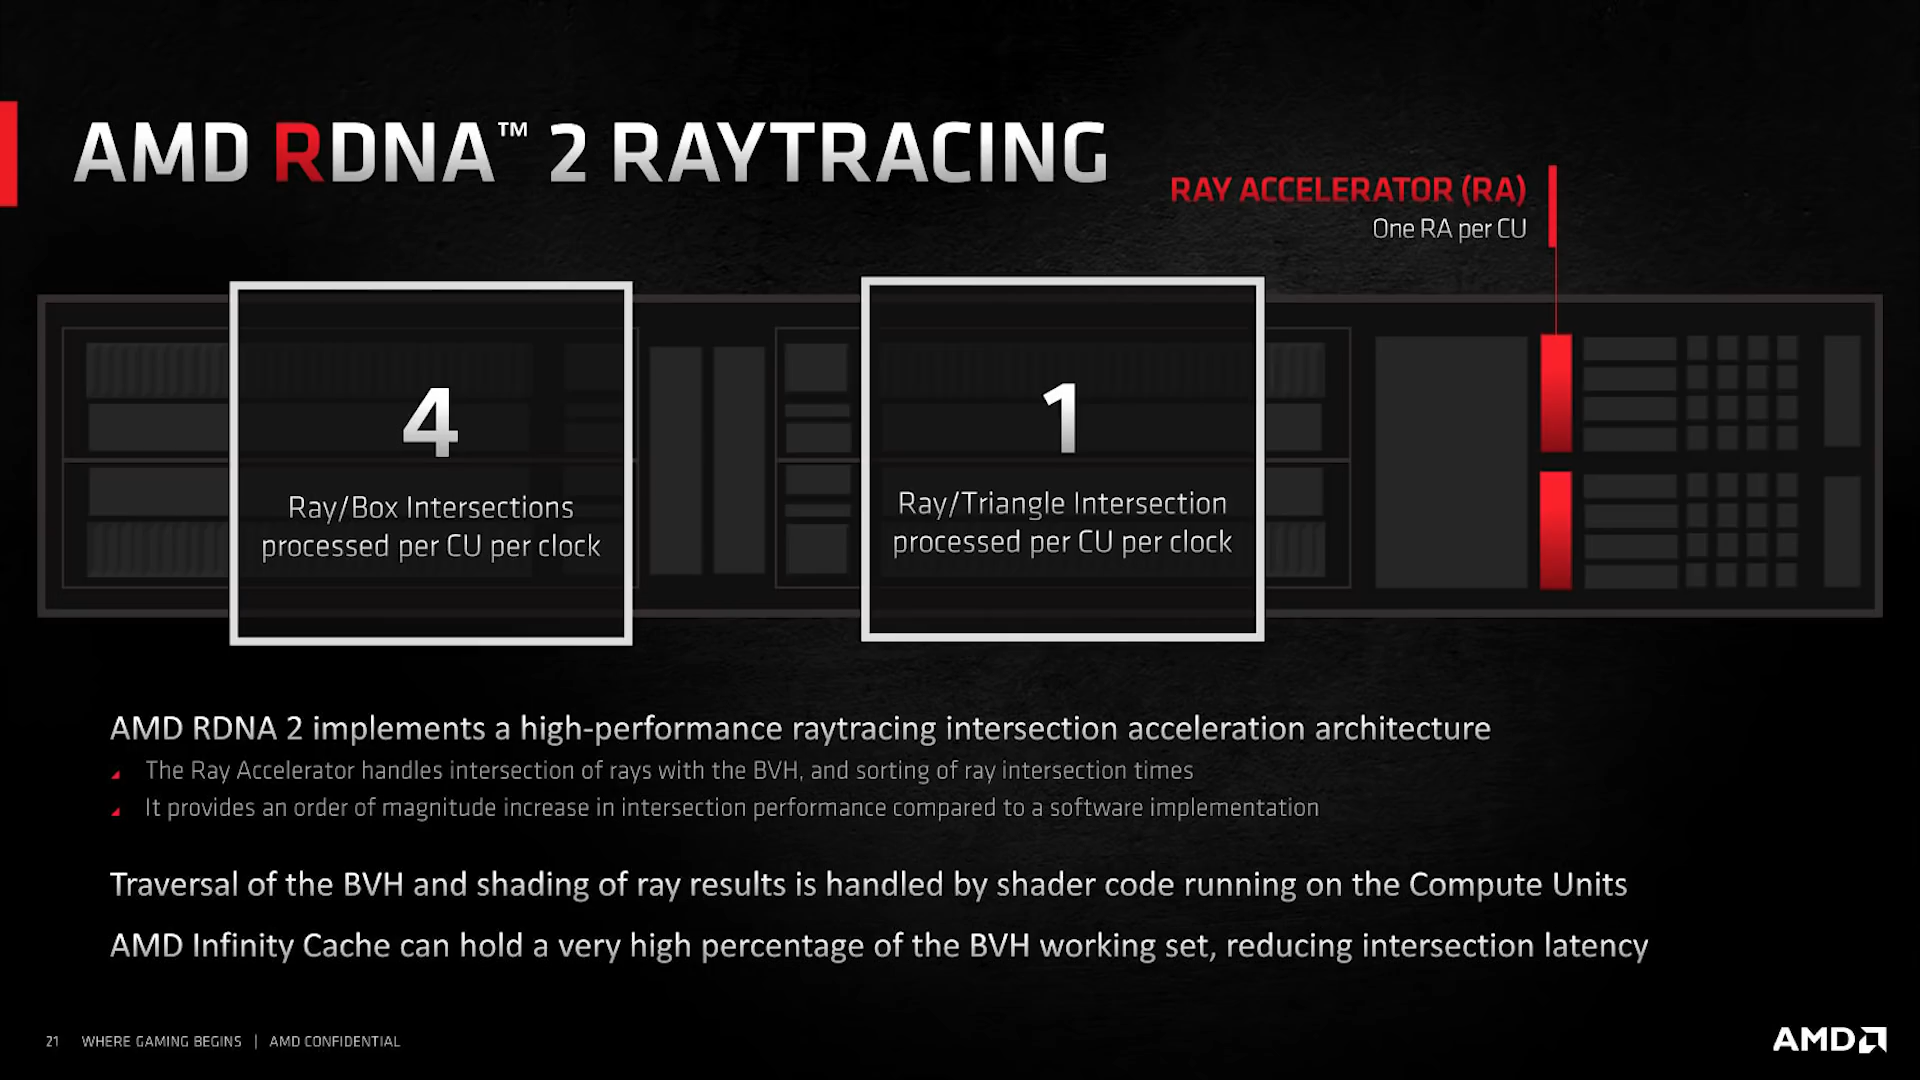 AMD RDNA™ 2 RAYTRACING
RAY ACCELERATOR (RA)
One RA per CU
4
Ray/Box Intersections
processed per CU per clock
1
Ray/Triangle Intersection
processed per CU per clock
AMD RDNA 2 implements a high-performance raytracing intersection acceleration architecture
The Ray Accelerator handles intersection of rays with the BVH, and sorting of ray intersection times
It provides an order of magnitude increase in intersection performance compared to a software implementation
Traversal of the BVH and shading of ray results is handled by shader code running on the Compute Units
AMD Infinity Cache can hold a very high percentage of the BVH working set, reducing intersection latency
21 WHERE GAMING BEGINS | AMD CONFIDENTIAL
AMD